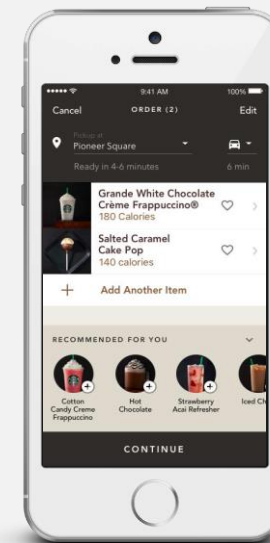 9:41 AM 100%
Cancel ORDER (2) Edit
Pickup at
Pioneer Square
Ready in 4-6 minutes 6 min
Grande White Chocolate
Crème Frappuccino®
180 Calories
Salted Caramel
Cake Pop
140 calories
+ Add Another Item
RECOMMENDED FOR YOU
Cotton
Candy Creme
Frappuccino
Hot
Chocolate
Strawberry
Acai Refresher
Iced Ch
CONTINUE